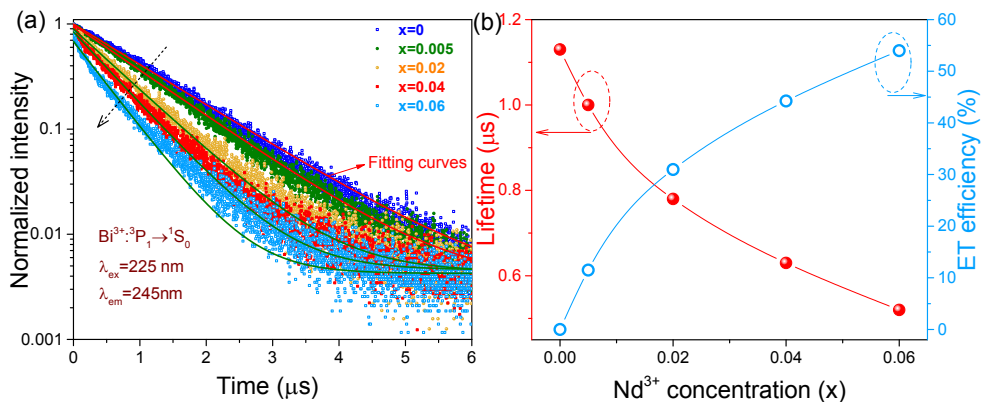 (a)
x=0
x=0.005
x=0.02
x=0.04
x=0.06
Fitting curves
Bi³⁺:³P₁→¹S₀
λex=225 nm
λem=245nm
Normalized intensity
1
0.1
0.01
0.001
0 1 2 3 4 5 6
Time (μs)
(b)
Lifetime (μs)
1.2
1.0
0.8
0.6
0.00 0.02 0.04 0.06
Nd³⁺ concentration (x)
60
55
50
40
30
20
10
0
ET efficiency (%)